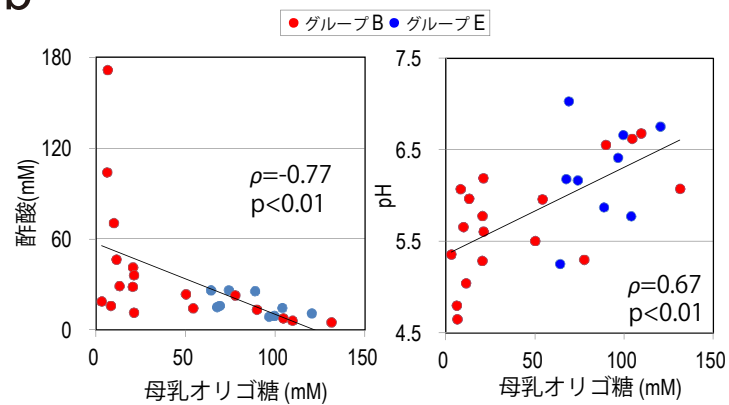 b
グループB グループE
180
120
60
0
酢酸(mM)
ρ=-0.77
p<0.01
0 50 100 150
母乳オリゴ糖 (mM)
7.5
6.5
5.5
4.5
pH
ρ=0.67
p<0.01
0 50 100 150
母乳オリゴ糖 (mM)